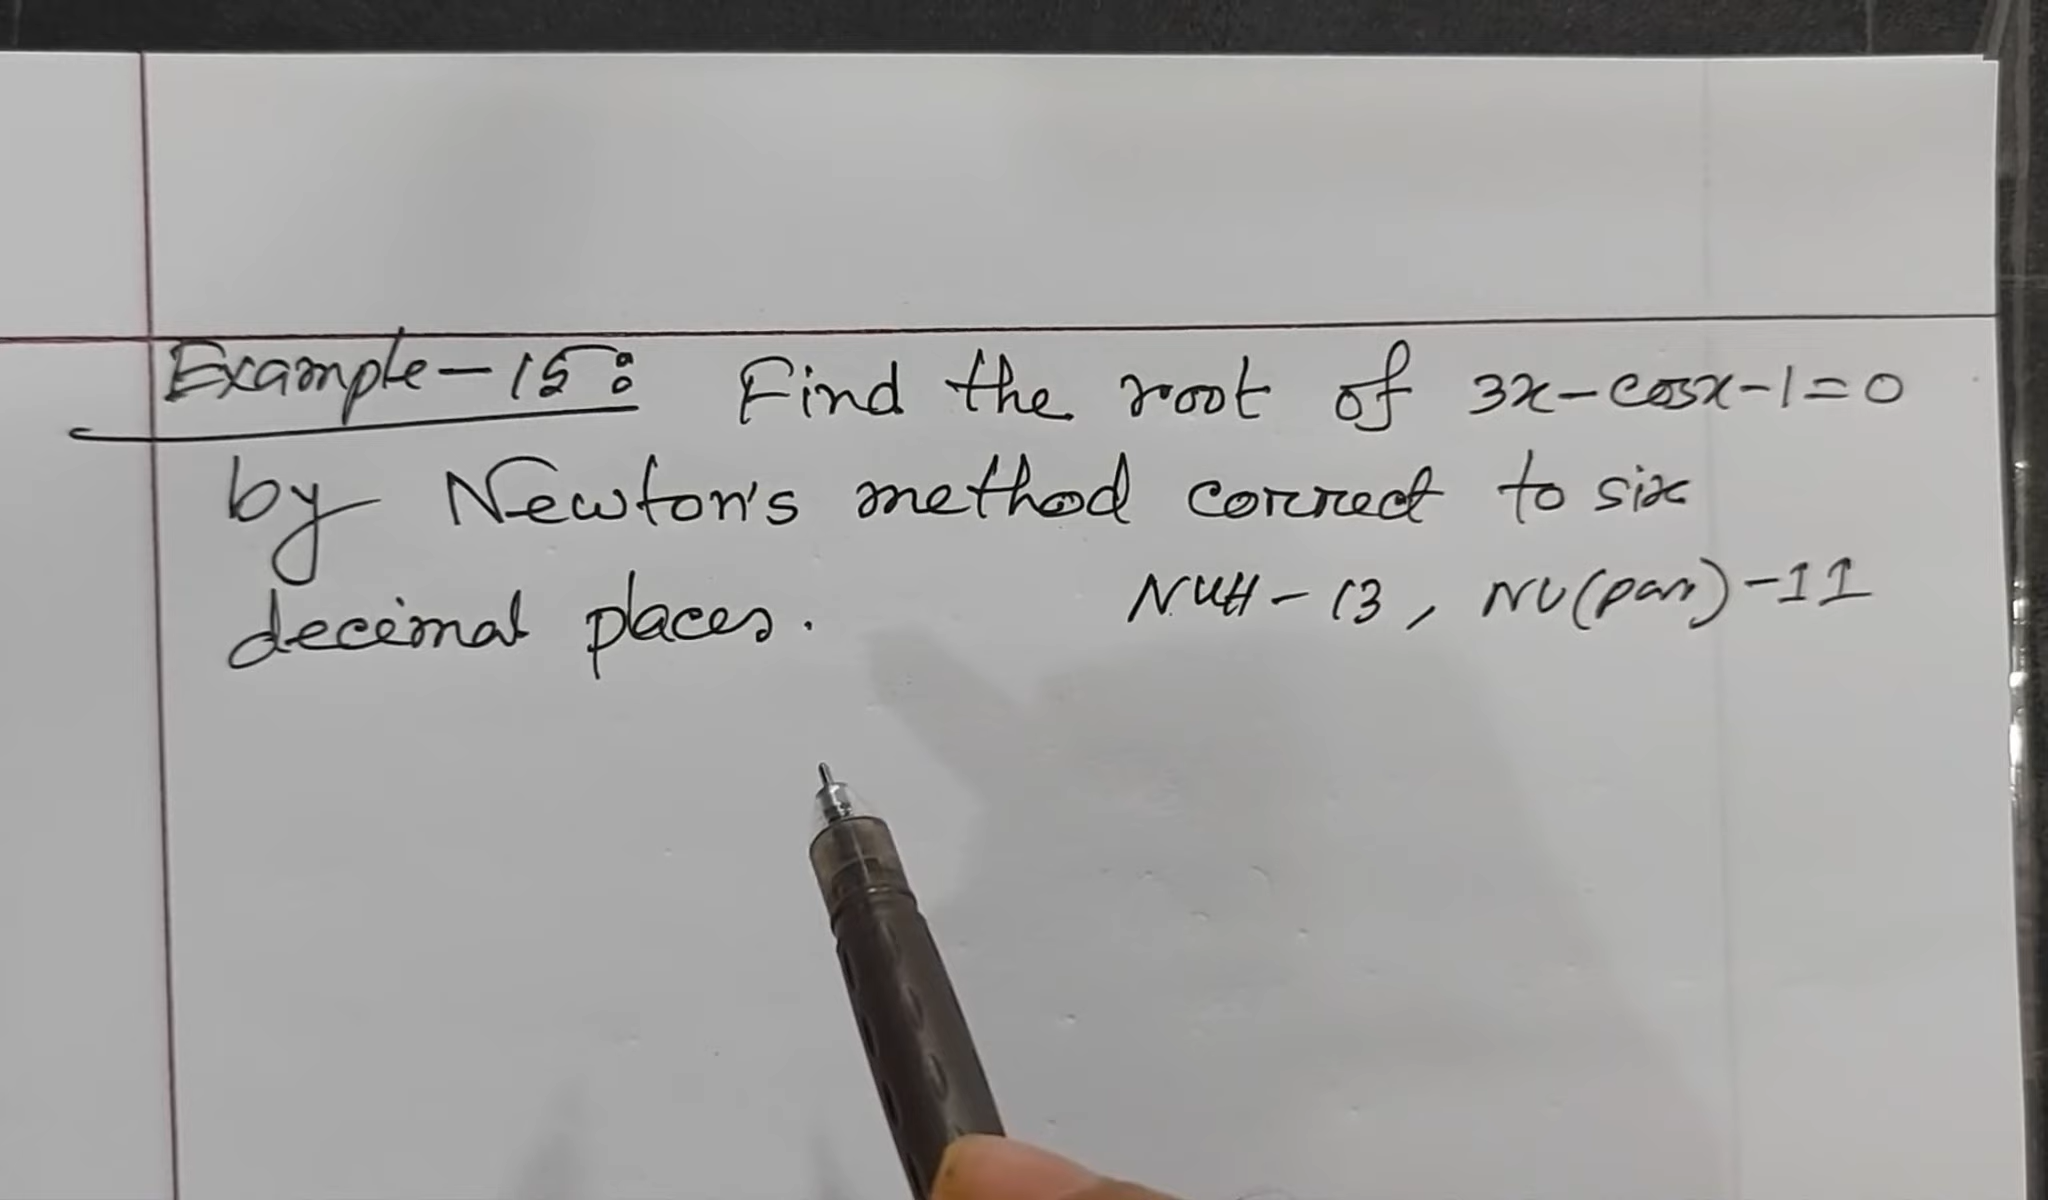 Example-15: Find the root of 3x-cosx-1=0
by Newton's method correct to six
decimal places. NUH-13, NU(pas)-11